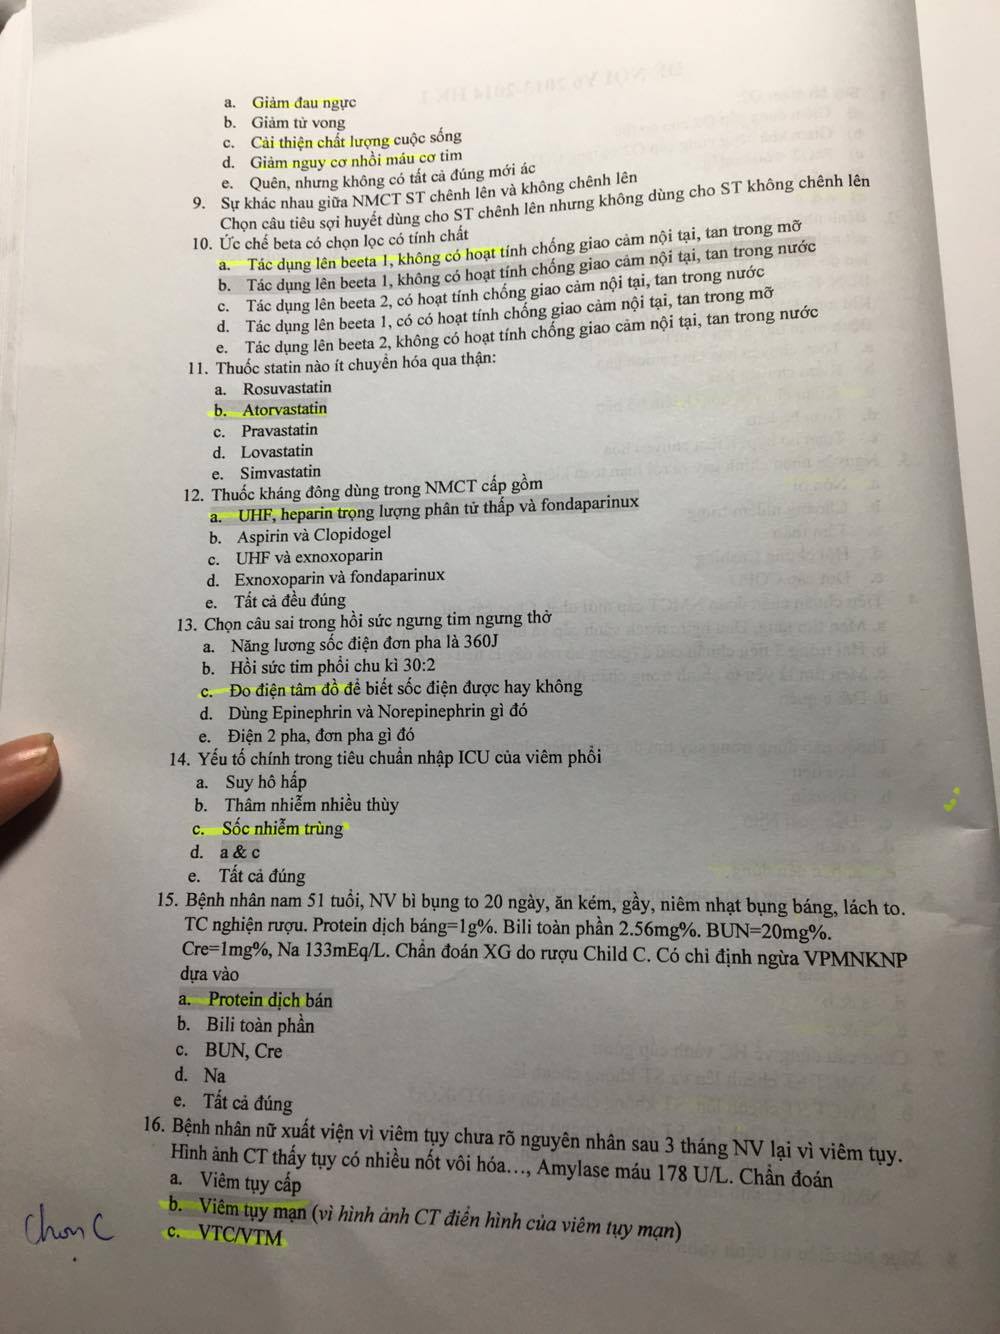 a. Giảm đau ngực
b. Giảm tử vong
c. Cải thiện chất lượng cuộc sống
d. Giảm nguy cơ nhồi máu cơ tim
e. Quên, nhưng không có tất cả đúng mới ác
9. Sự khác nhau giữa NMCT ST chênh lên và không chênh lên
Chọn câu tiêu sợi huyết dùng cho ST chênh lên nhưng không dùng cho ST không chênh lên
10. Ức chế beta có chọn lọc có tính chất
a. Tác dụng lên beeta 1, không có hoạt tính chống giao cảm nội tại, tan trong mỡ
b. Tác dụng lên beeta 1, không có hoạt tính chống giao cảm nội tại, tan trong nước
c. Tác dụng lên beeta 2, có hoạt tính chống giao cảm nội tại, tan trong nước
d. Tác dụng lên beeta 1, có có hoạt tính chống giao cảm nội tại, tan trong mỡ
e. Tác dụng lên beeta 2, không có hoạt tính chống giao cảm nội tại, tan trong nước
11. Thuốc statin nào ít chuyển hóa qua thận:
a. Rosuvastatin
b. Atorvastatin
c. Pravastatin
d. Lovastatin
e. Simvastatin
12. Thuốc kháng đông dùng trong NMCT cấp gồm
a. UHF, heparin trọng lượng phân tử thấp và fondaparinux
b. Aspirin và Clopidogel
c. UHF và exnoxoparin
d. Exnoxoparin và fondaparinux
e. Tất cả đều đúng
13. Chọn câu sai trong hồi sức ngưng tim ngưng thở
a. Năng lương sốc điện đơn pha là 360J
b. Hồi sức tim phổi chu kì 30:2
c. Đo điện tâm đồ để biết sốc điện được hay không
d. Dùng Epinephrin và Norepinephrin gì đó
e. Điện 2 pha, đơn pha gì đó
14. Yếu tố chính trong tiêu chuẩn nhập ICU của viêm phổi
a. Suy hô hấp
b. Thâm nhiễm nhiều thùy
c. Sốc nhiễm trùng
d. a & c
e. Tất cả đúng
15. Bệnh nhân nam 51 tuổi, NV bì bụng to 20 ngày, ăn kém, gầy, niêm nhạt bụng báng, lách to.
TC nghiện rượu. Protein dịch báng=1g%. Bili toàn phần 2.56mg%. BUN=20mg%.
Cre=1mg%, Na 133mEq/L. Chẩn đoán XG do rượu Child C. Có chỉ định ngừa VPMNKNP
dựa vào
a. Protein dịch bán
b. Bili toàn phần
c. BUN, Cre
d. Na
e. Tất cả đúng
16. Bệnh nhân nữ xuất viện vì viêm tụy chưa rõ nguyên nhân sau 3 tháng NV lại vì viêm tụy.
Hình ảnh CT thấy tụy có nhiều nốt vôi hóa..., Amylase máu 178 U/L. Chẩn đoán
a. Viêm tụy cấp
b. Viêm tụy mạn (vì hình ảnh CT điển hình của viêm tụy mạn)
c. VTC/VTM
Chọn C